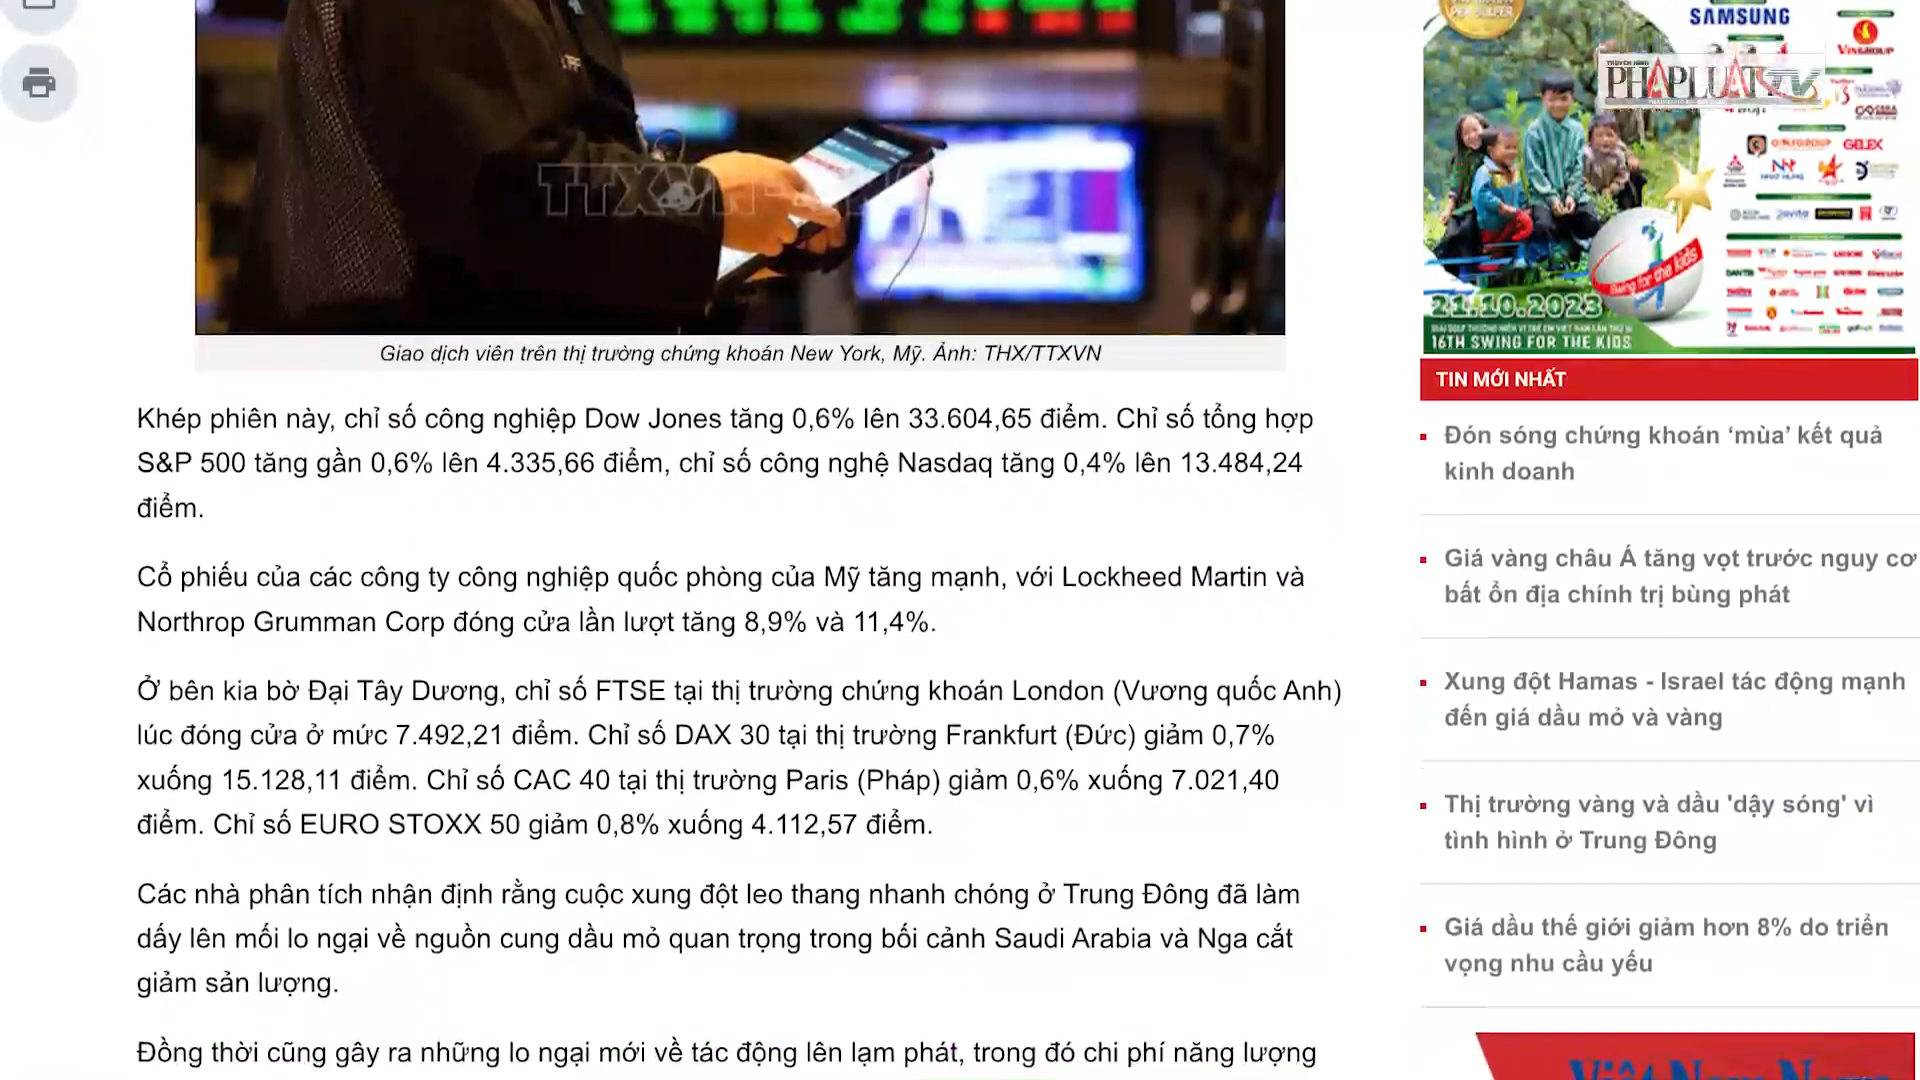 SAMSUNG
VINGROUP
TRUYỀN HÌNH
PHÁPLUẬTTV
GOLFGROUP
GELEX
TTXVN
Swing for the kids
21.10.2023
16TH SWING FOR THE KIDS
Giao dịch viên trên thị trường chứng khoán New York, Mỹ. Ảnh: THX/TTXVN
Khép phiên này, chỉ số công nghiệp Dow Jones tăng 0,6% lên 33.604,65 điểm. Chỉ số tổng hợp
S&P 500 tăng gần 0,6% lên 4.335,66 điểm, chỉ số công nghệ Nasdaq tăng 0,4% lên 13.484,24
điểm.
Cổ phiếu của các công ty công nghiệp quốc phòng của Mỹ tăng mạnh, với Lockheed Martin và
Northrop Grumman Corp đóng cửa lần lượt tăng 8,9% và 11,4%.
Ở bên kia bờ Đại Tây Dương, chỉ số FTSE tại thị trường chứng khoán London (Vương quốc Anh)
lúc đóng cửa ở mức 7.492,21 điểm. Chỉ số DAX 30 tại thị trường Frankfurt (Đức) giảm 0,7%
xuống 15.128,11 điểm. Chỉ số CAC 40 tại thị trường Paris (Pháp) giảm 0,6% xuống 7.021,40
điểm. Chỉ số EURO STOXX 50 giảm 0,8% xuống 4.112,57 điểm.
Các nhà phân tích nhận định rằng cuộc xung đột leo thang nhanh chóng ở Trung Đông đã làm
dấy lên mối lo ngại về nguồn cung dầu mỏ quan trọng trong bối cảnh Saudi Arabia và Nga cắt
giảm sản lượng.
Đồng thời cũng gây ra những lo ngại mới về tác động lên lạm phát, trong đó chi phí năng lượng
TIN MỚI NHẤT
Đón sóng chứng khoán ‘mùa’ kết quả
kinh doanh
Giá vàng châu Á tăng vọt trước nguy cơ
bất ổn địa chính trị bùng phát
Xung đột Hamas - Israel tác động mạnh
đến giá dầu mỏ và vàng
Thị trường vàng và dầu 'dậy sóng' vì
tình hình ở Trung Đông
Giá dầu thế giới giảm hơn 8% do triển
vọng nhu cầu yếu